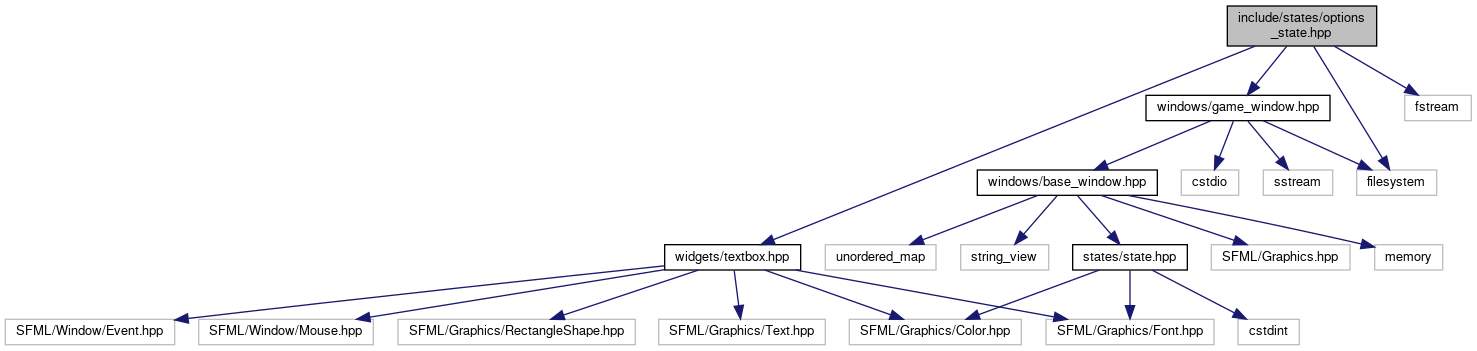 include/states/options
_state.hpp
windows/game_window.hpp
fstream
windows/base_window.hpp
cstdio
sstream
filesystem
widgets/textbox.hpp
unordered_map
string_view
states/state.hpp
SFML/Graphics.hpp
memory
SFML/Window/Event.hpp
SFML/Window/Mouse.hpp
SFML/Graphics/RectangleShape.hpp
SFML/Graphics/Text.hpp
SFML/Graphics/Color.hpp
SFML/Graphics/Font.hpp
cstdint